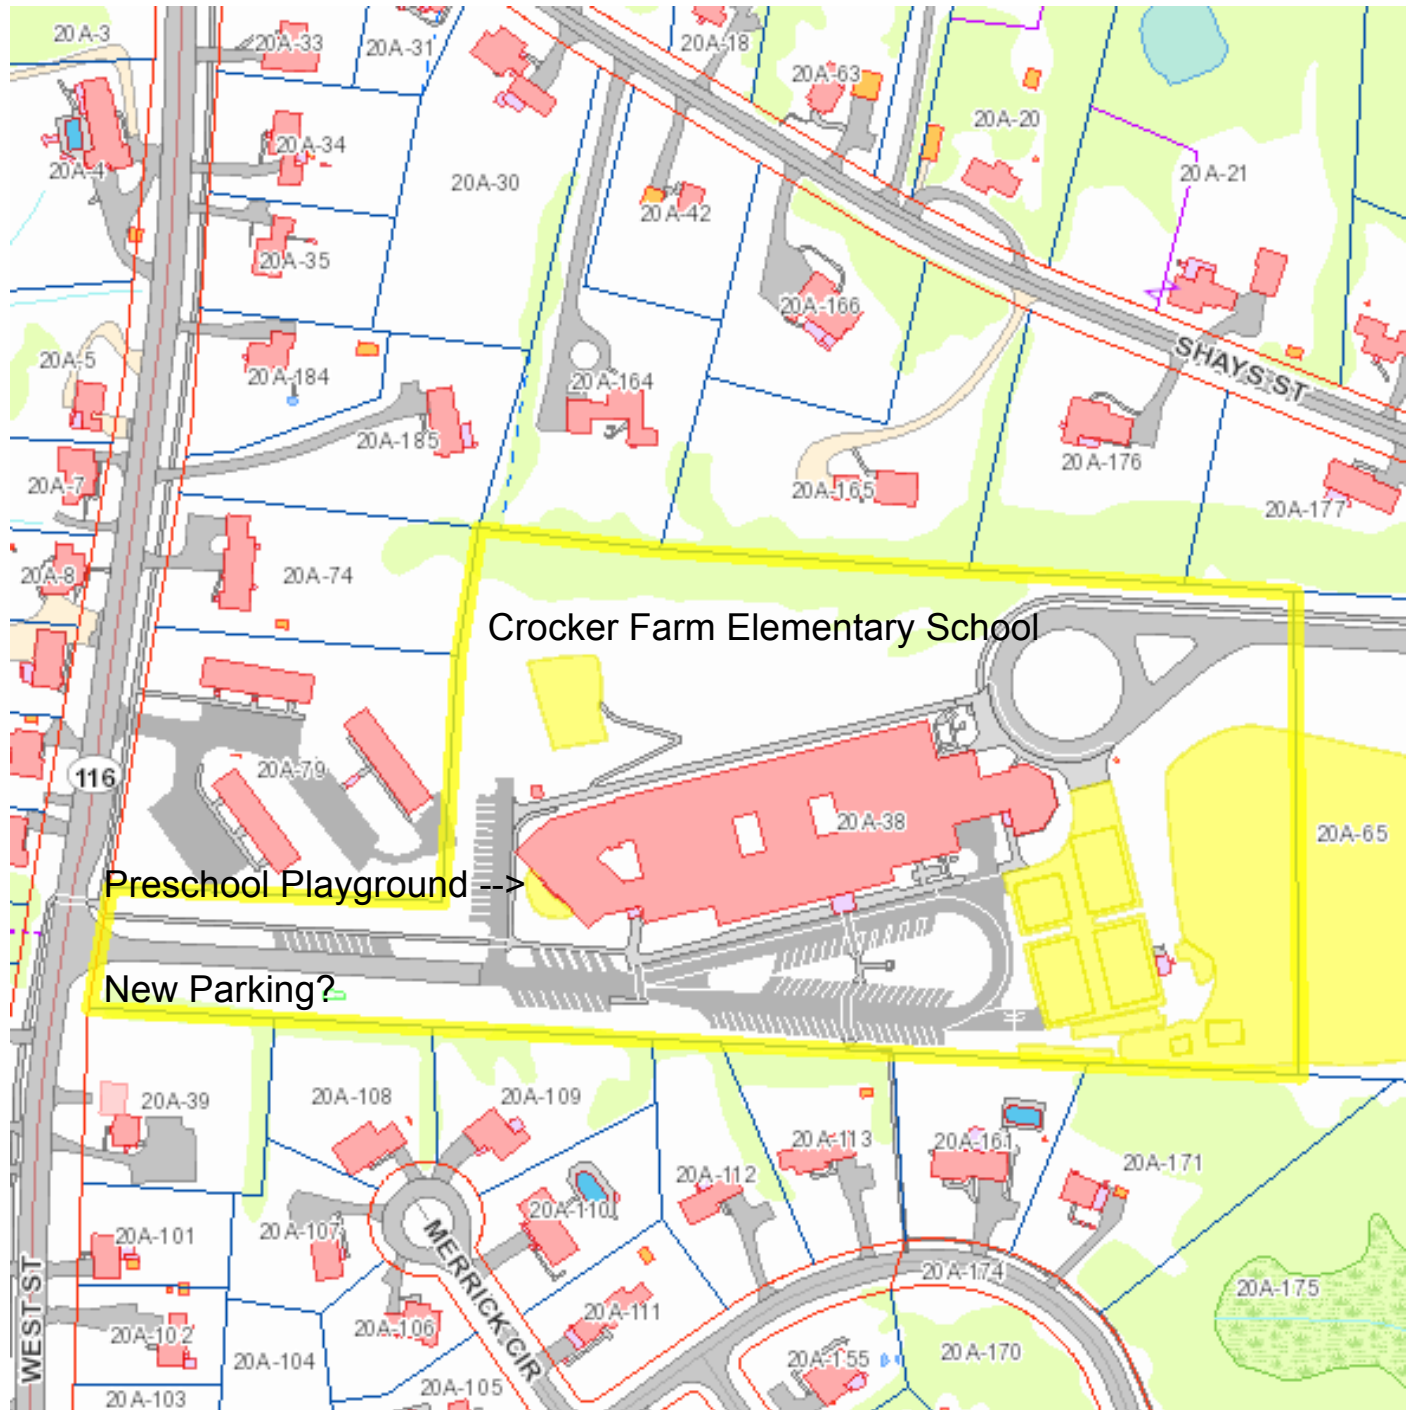 20A-3
20A-33
20A-31
20A-18
20A-63
20A-20
20A-34
20A-4
20A-30
20A-21
20A-42
20A-35
20A-166
20A-5
SHAYS ST
20A-184
20A-164
20A-185
20A-176
20A-7
20A-165
20A-177
20A-8
20A-74
Crocker Farm Elementary School
116
20A-79
20A-38
20A-65
Preschool Playground -->
New Parking?
20A-39
20A-108
20A-109
20A-113
20A-161
20A-171
20A-112
20A-110
20A-101
20A-107
MERRICK CIR
20A-174
20A-175
WEST ST
20A-111
20A-102
20A-106
20A-104
20A-155
20A-170
20A-105
20A-103